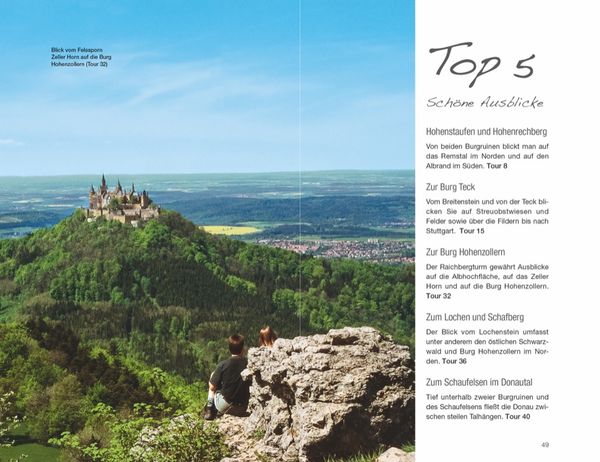 Blick vom Felssporn
Zeller Horn auf die Burg
Hohenzollern (Tour 32)
Top 5
Schöne Ausblicke
Hohenstaufen und Hohenrechberg
Von beiden Burgruinen blickt man auf
das Remstal im Norden und auf den
Albrand im Süden. Tour 8
Zur Burg Teck
Vom Breitenstein und von der Teck bli-
cken Sie auf Streuobstwiesen und
Felder sowie über die Fildern bis nach
Stuttgart. Tour 15
Zur Burg Hohenzollern
Der Raichbergturm gewährt Ausblicke
auf die Albhochfläche, auf das Zeller
Horn und auf die Burg Hohenzollern.
Tour 32
Zum Lochen und Schafberg
Der Blick vom Lochenstein umfasst
unter anderem den östlichen Schwarz-
wald und Burg Hohenzollern im Nor-
den. Tour 36
Zum Schaufelsen im Donautal
Tief unterhalb zweier Burgruinen und
des Schaufelsens fließt die Donau zwi-
schen steilen Talhängen. Tour 40
49